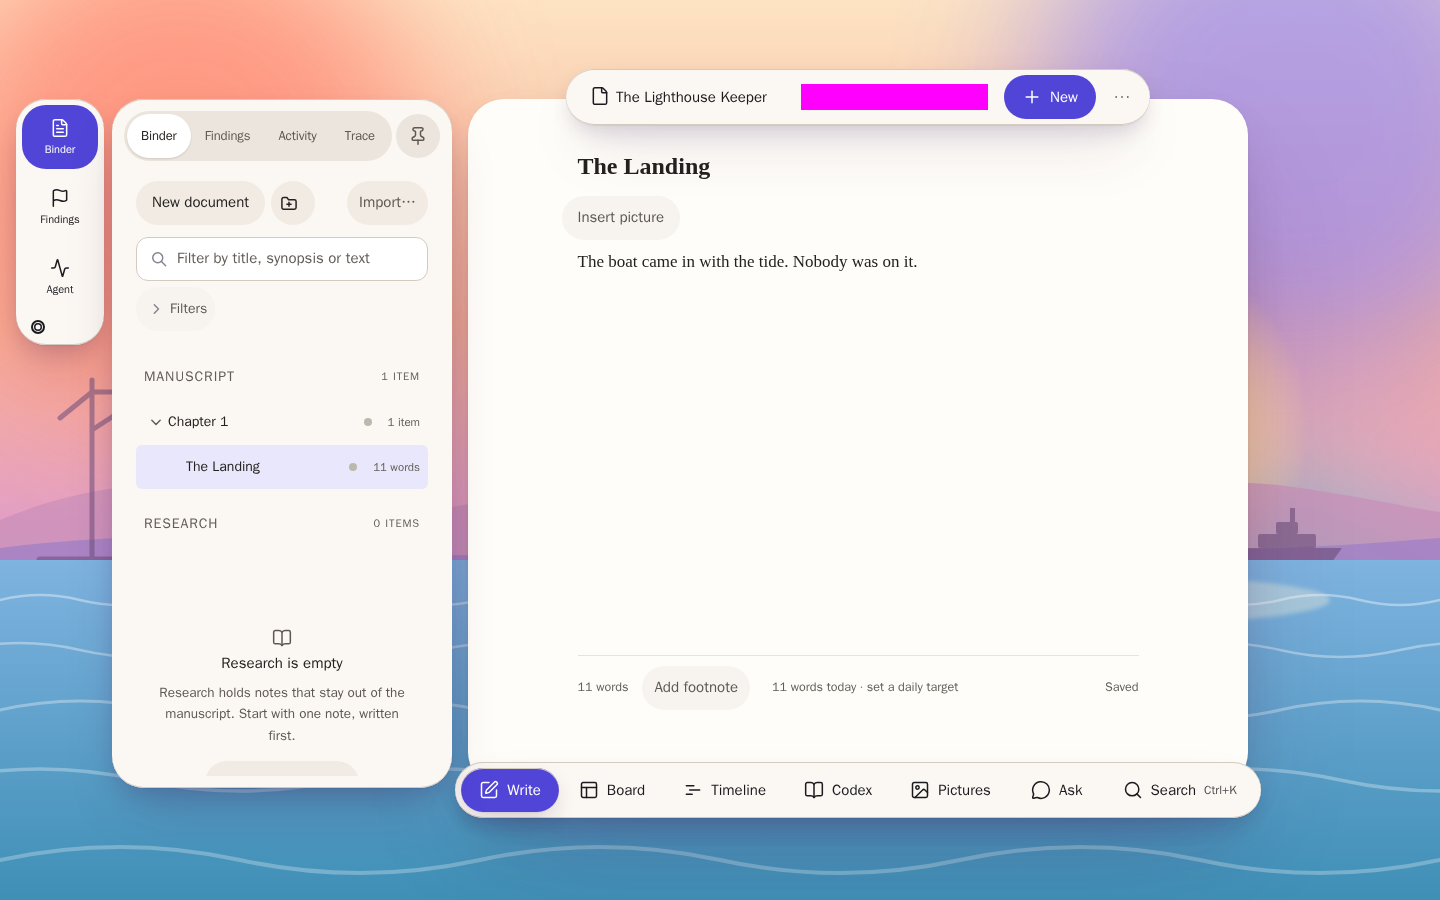 The Lighthouse Keeper
New
Binder
Findings
Agent
Binder Findings Activity Trace
New document Import···
Filter by title, synopsis or text
Filters
MANUSCRIPT 1 ITEM
Chapter 1 1 item
The Landing 11 words
RESEARCH 0 ITEMS
Research is empty
Research holds notes that stay out of the
manuscript. Start with one note, written
first.
The Landing
Insert picture
The boat came in with the tide. Nobody was on it.
11 words Add footnote 11 words today · set a daily target Saved
Write Board Timeline Codex Pictures Ask Search Ctrl+K